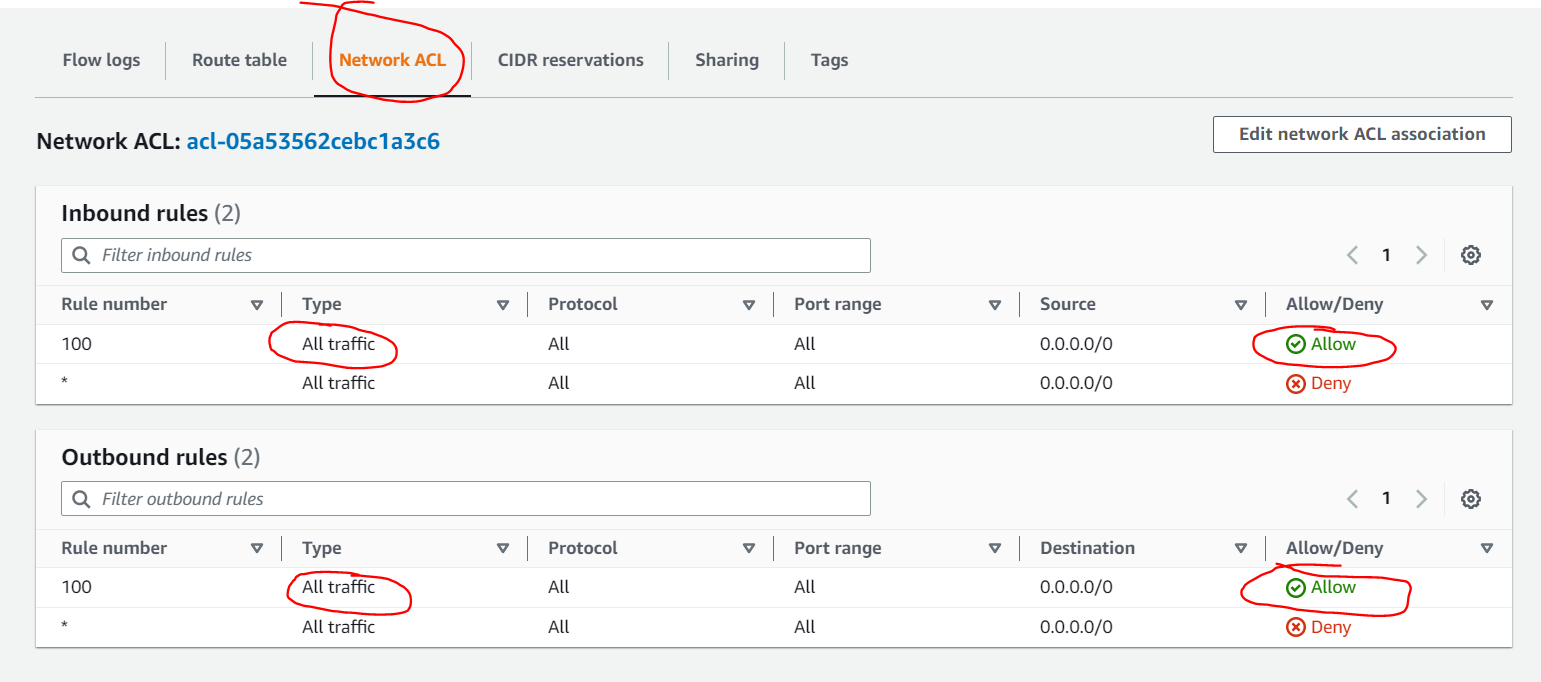 Flow logs Route table Network ACL CIDR reservations Sharing Tags
Network ACL: acl-05a53562cebc1a3c6 Edit network ACL association
Inbound rules (2)
Filter inbound rules 1
Rule number Type Protocol Port range Source Allow/Deny
100 All traffic All All 0.0.0.0/0 Allow
* All traffic All All 0.0.0.0/0 Deny
Outbound rules (2)
Filter outbound rules 1
Rule number Type Protocol Port range Destination Allow/Deny
100 All traffic All All 0.0.0.0/0 Allow
* All traffic All All 0.0.0.0/0 Deny